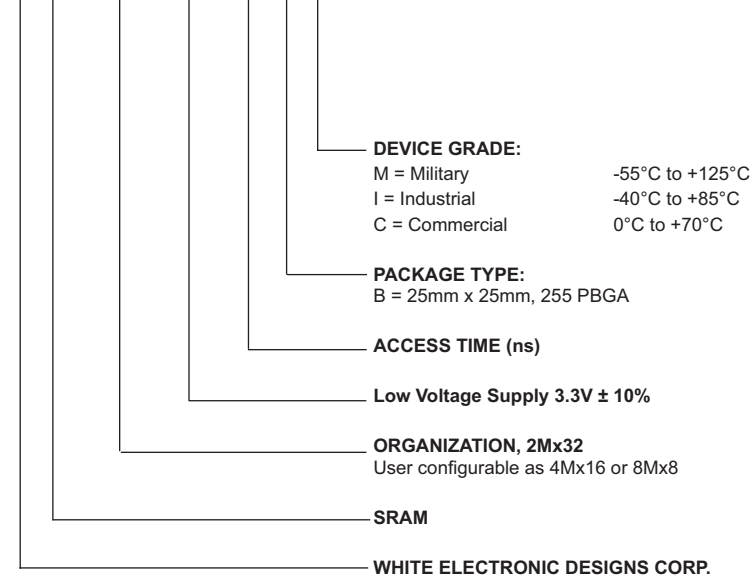 DEVICE GRADE:
M = Military -55°C to +125°C
I = Industrial -40°C to +85°C
C = Commercial 0°C to +70°C
PACKAGE TYPE:
B = 25mm x 25mm, 255 PBGA
ACCESS TIME (ns)
Low Voltage Supply 3.3V ± 10%
ORGANIZATION, 2Mx32
User configurable as 4Mx16 or 8Mx8
SRAM
WHITE ELECTRONIC DESIGNS CORP.